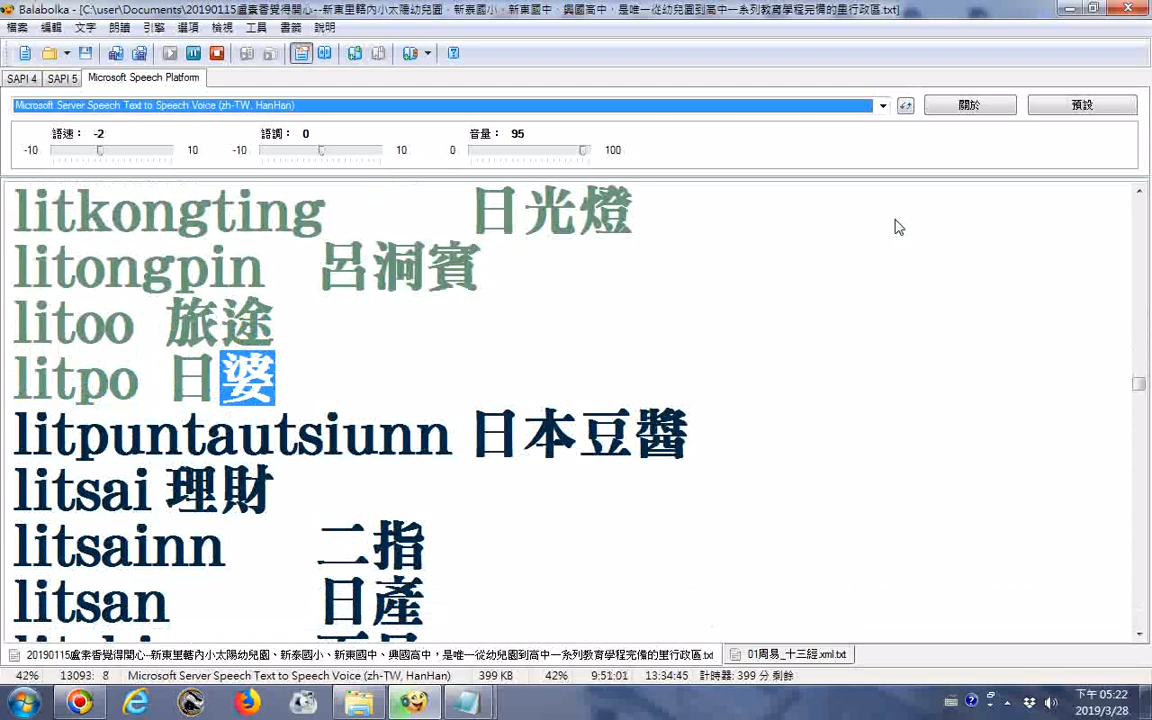 Balabolka - [C:\user\Documents\20190115盧素香覺得開心--新東里轄內小太陽幼兒園、新泰國小、新東國中、興國高中，是唯一從幼兒園到高中一系列教育學程完備的里行政區.txt]
檔案 編輯 文字 朗讀 引擎 選項 檢視 工具 書籤 說明
SAPI 4 SAPI 5 Microsoft Speech Platform
Microsoft Server Speech Text to Speech Voice (zh-TW, HanHan) 關於 預設
語速： -2 語調： 0 音量： 95
-10 10 -10 10 0 100
litkongting 日光燈
litongpin 呂洞賓
litoo 旅途
litpo 日婆
litpuntautsiunn 日本豆醬
litsai 理財
litsainn 二指
litsan 日產
20190115盧素香覺得開心--新東里轄內小太陽幼兒園、新泰國小、新東國中、興國高中，是唯一從幼兒園到高中一系列教育學程完備的里行政區.txt 01周易_十三經.xml.txt
42% 13093: 8 Microsoft Server Speech Text to Speech Voice (zh-TW, HanHan) 399 KB 42% 9:51:01 13:34:45 計時器: 399 分 剩餘
下午 05:22
2019/3/28